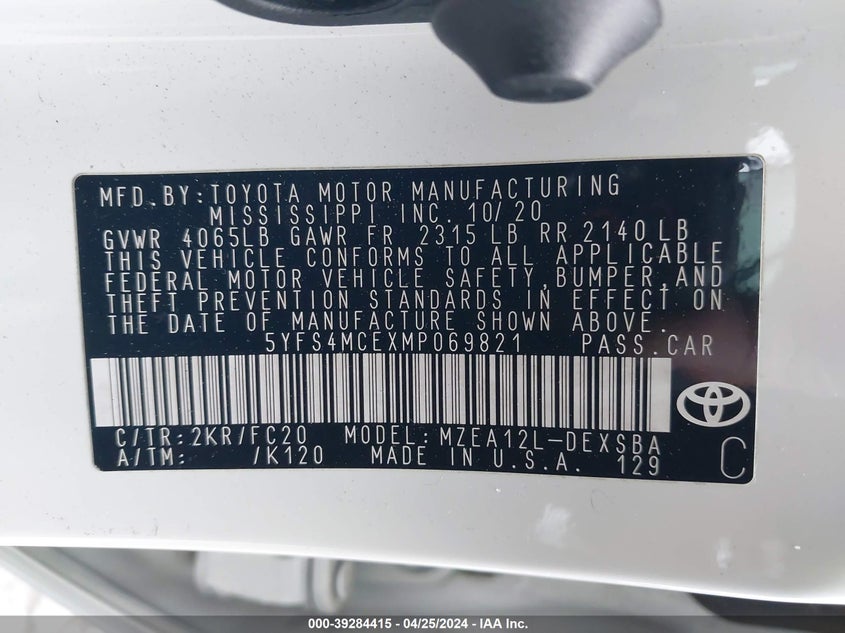 MFD.BY:TOYOTA MOTOR MANUFACTURING
MISSISSIPPI INC. 10/20
GVWR 4065LB GAWR FR 2315 LB RR 2140 LB
THIS VEHICLE CONFORMS TO ALL APPLICABLE
FEDERAL MOTOR VEHICLE SAFETY,BUMPER,AND
THEFT PREVENTION STANDARDS IN EFFECT ON
THE DATE OF MANUFACTURE SHOWN ABOVE.
5YFS4MCEXMP069821 PASS.CAR
C/TR:2KR/FC20 MODEL:MZEA12L-DEXSBA
A/TM: /K120 MADE IN U.S.A. 129 C
000-39284415 - 04/25/2024 - IAA Inc.